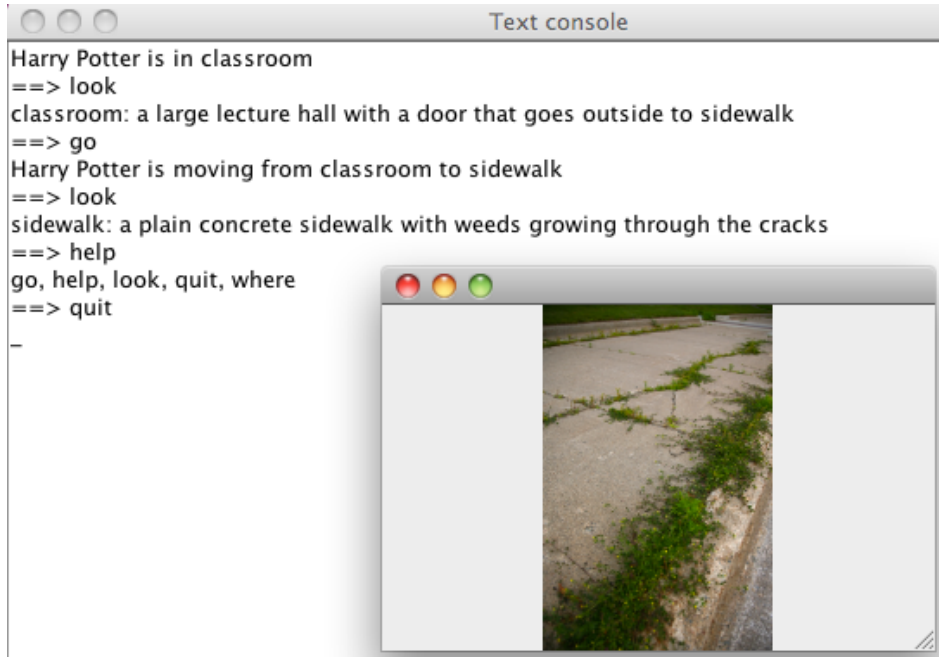 Text console
Harry Potter is in classroom
==> look
classroom: a large lecture hall with a door that goes outside to sidewalk
==> go
Harry Potter is moving from classroom to sidewalk
==> look
sidewalk: a plain concrete sidewalk with weeds growing through the cracks
==> help
go, help, look, quit, where
==> quit
_